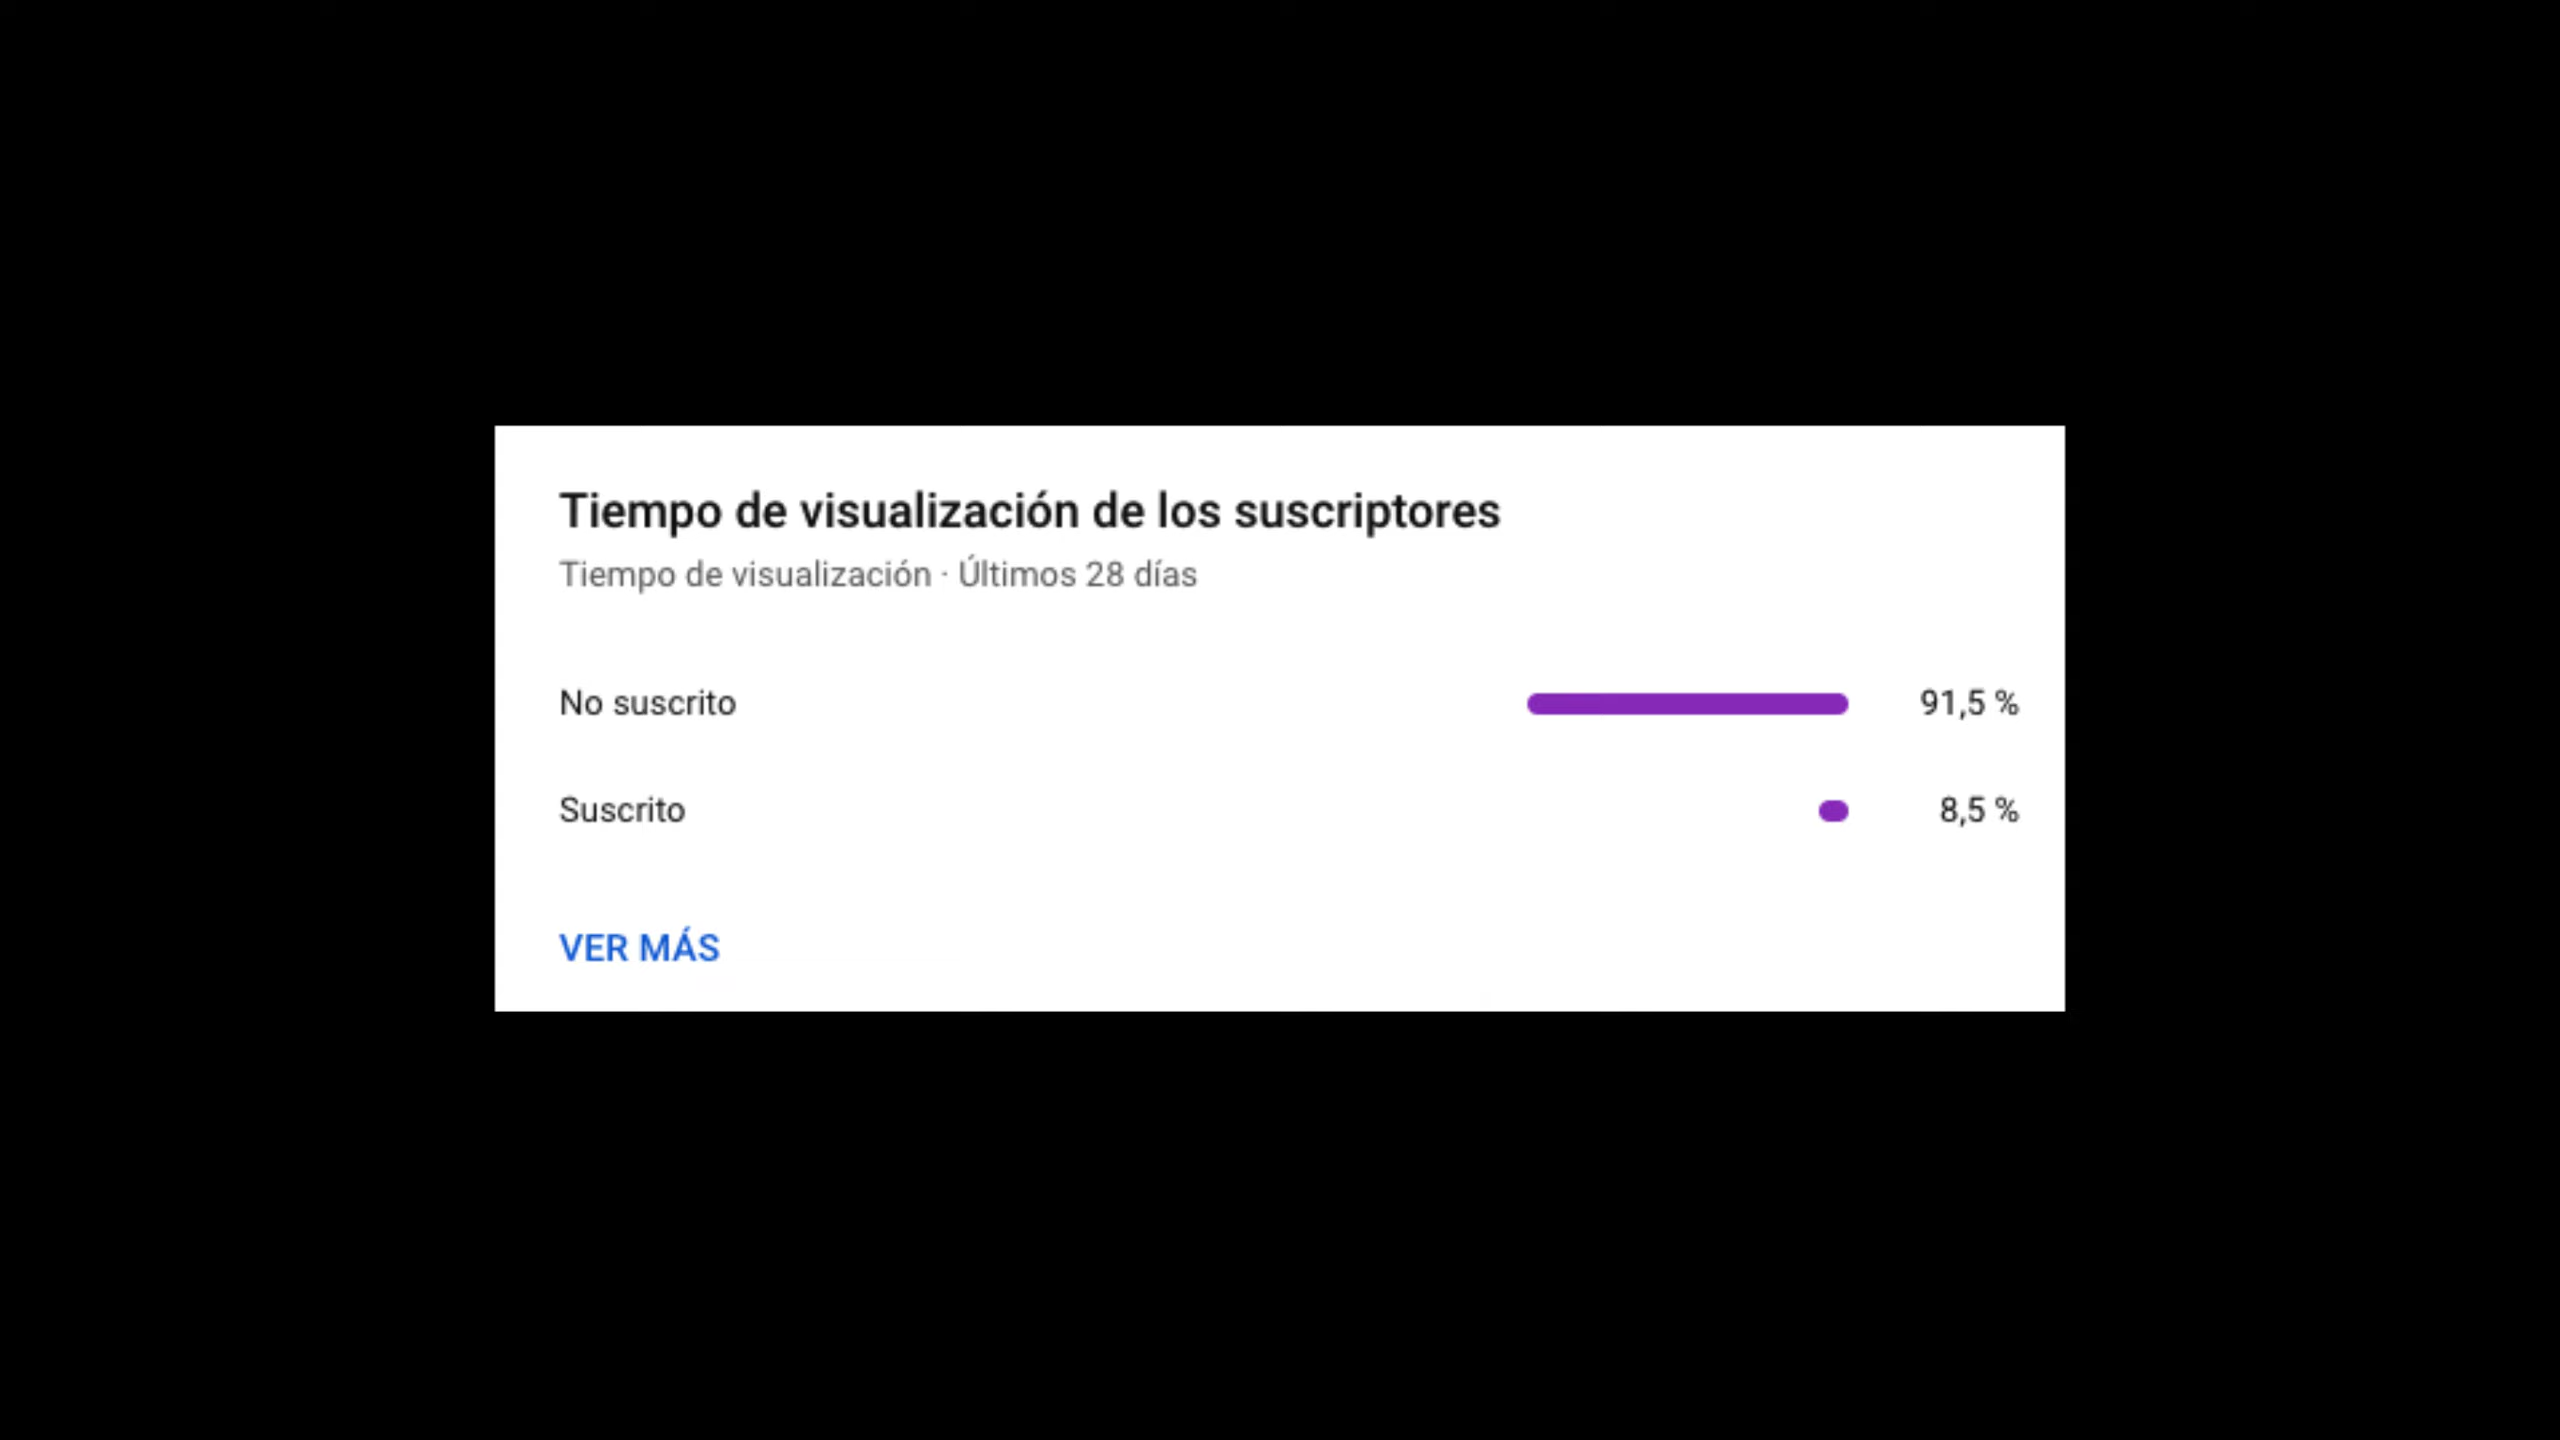 Tiempo de visualización de los suscriptores
Tiempo de visualización · Últimos 28 días
No suscrito 91,5 %
Suscrito 8,5 %
VER MÁS